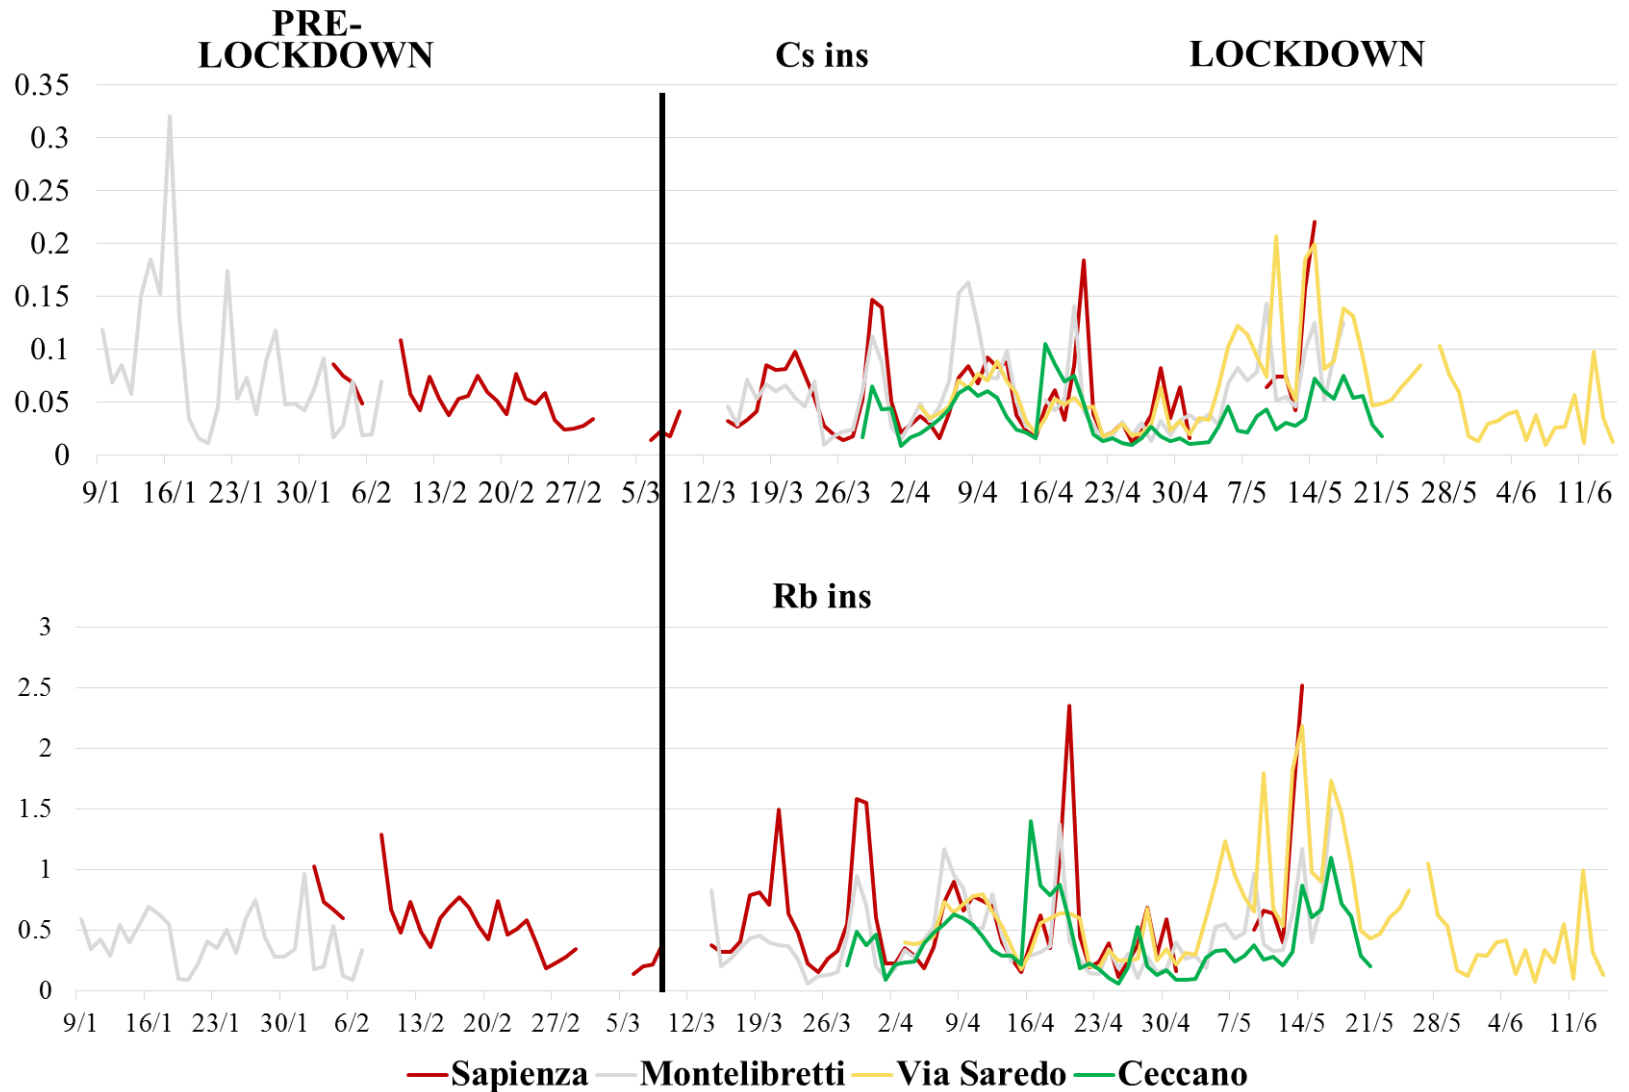 PRE-
LOCKDOWN
Cs ins
LOCKDOWN
0.35
0.3
0.25
0.2
0.15
0.1
0.05
0
9/1 16/1 23/1 30/1 6/2 13/2 20/2 27/2 5/3 12/3 19/3 26/3 2/4 9/4 16/4 23/4 30/4 7/5 14/5 21/5 28/5 4/6 11/6
Rb ins
3
2.5
2
1.5
1
0.5
0
9/1 16/1 23/1 30/1 6/2 13/2 20/2 27/2 5/3 12/3 19/3 26/3 2/4 9/4 16/4 23/4 30/4 7/5 14/5 21/5 28/5 4/6 11/6
Sapienza Montelibretti Via Saredo Ceccano